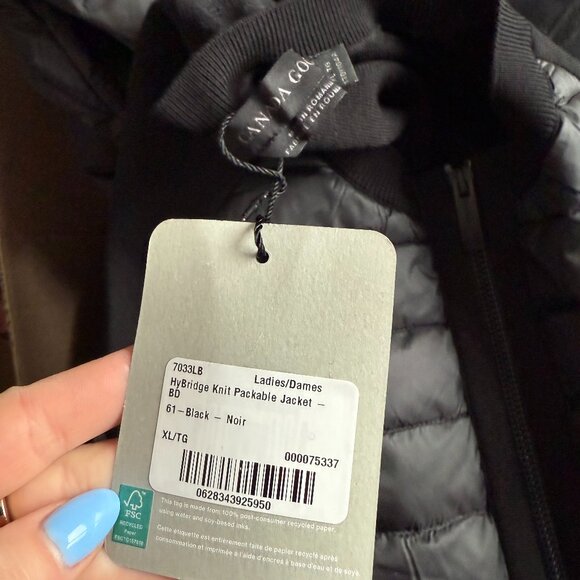 CANADA GOO
7033LB
Ladies/Dames
HyBridge Knit Packable Jacket –
BD
61-Black – Noir
XL/TG
000075337
0628343925950
FSC
RECYCLED
Paper
This tag is made from 100% post-consumer recycled paper,
using water and soy-based inks.
Cette étiquette est entièrement faite de papier recyclé après
consommation et imprimée à l'aide d'encres à base d'eau et de soya.